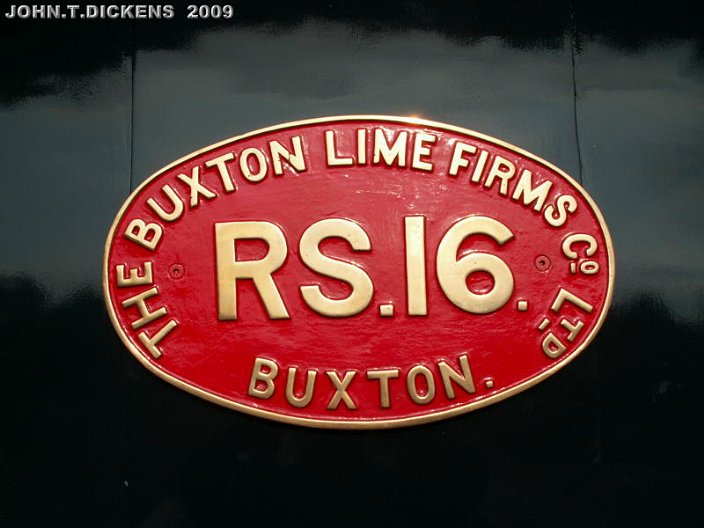 JOHN.T.DICKENS 2009
THE BUXTON LIME FIRMS Cº LTD
RS.16.
BUXTON.